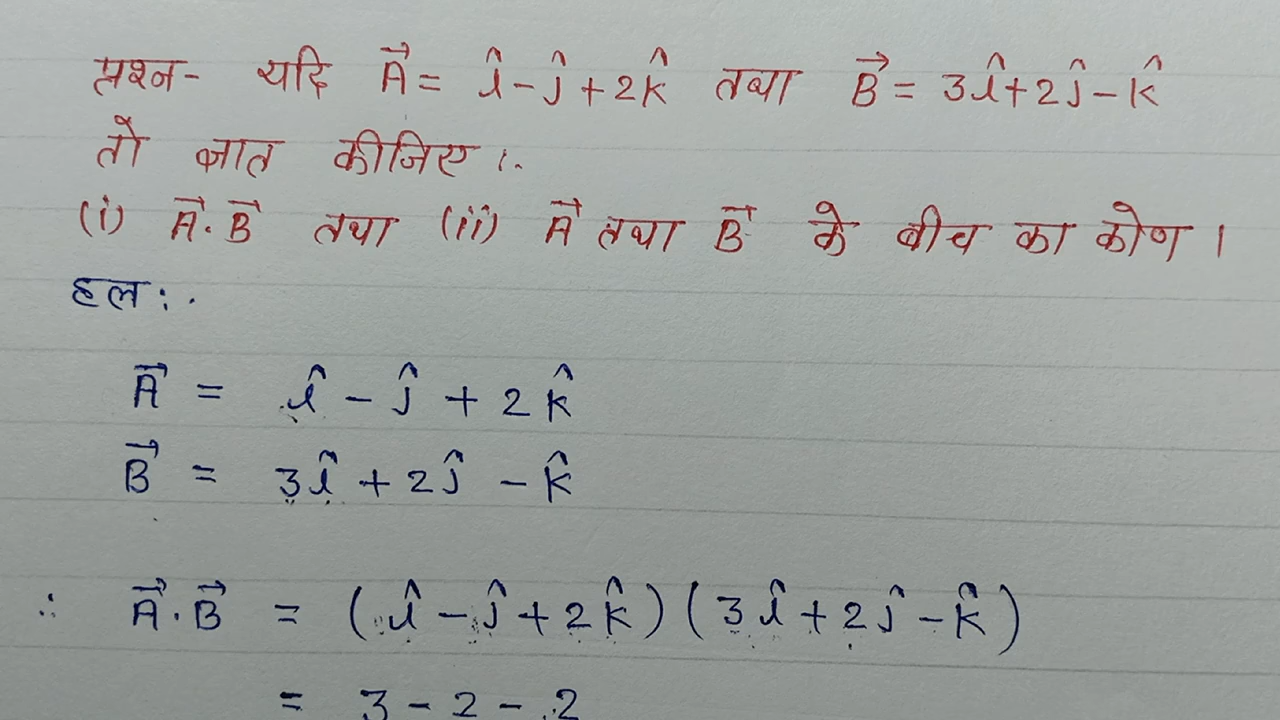 प्रश्न- यदि A⃗ = î - ĵ + 2k̂ तथा B⃗ = 3î + 2ĵ - k̂
तो ज्ञात कीजिए ।.
(i) A⃗.B⃗ तथा (ii) A⃗ तथा B⃗ के बीच का कोण ।
हल :.
A⃗ = î - ĵ + 2k̂
B⃗ = 3î + 2ĵ - k̂
∴ A⃗.B⃗ = (î - ĵ + 2k̂)(3î + 2ĵ - k̂)
= 3 - 2 - 2